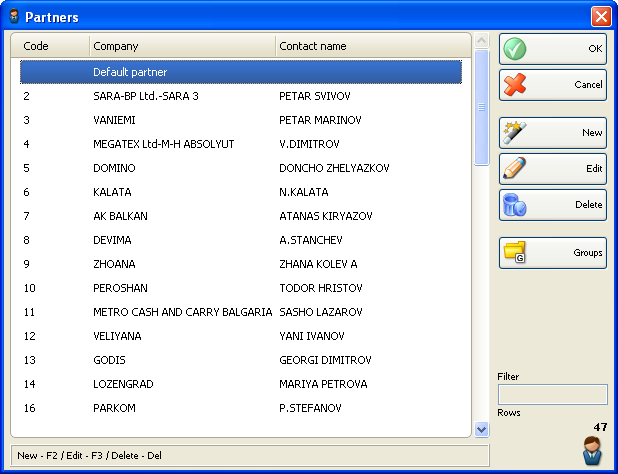 Partners
Code Company Contact name
Default partner
2 SARA-BP Ltd.-SARA 3 PETAR SVIVOV
3 VANIEMI PETAR MARINOV
4 MEGATEX Ltd-M-H ABSOLYUT V.DIMITROV
5 DOMINO DONCHO ZHELYAZKOV
6 KALATA N.KALATA
7 AK BALKAN ATANAS KIRYAZOV
8 DEVIMA A.STANCHEV
9 ZHOANA ZHANA KOLEV A
10 PEROSHAN TODOR HRISTOV
11 METRO CASH AND CARRY BALGARIA SASHO LAZAROV
12 VELIYANA YANI IVANOV
13 GODIS GEORGI DIMITROV
14 LOZENGRAD MARIYA PETROVA
16 PARKOM P.STEFANOV
New - F2 / Edit - F3 / Delete - Del
OK
Cancel
New
Edit
Delete
G
Groups
Filter
Rows
47